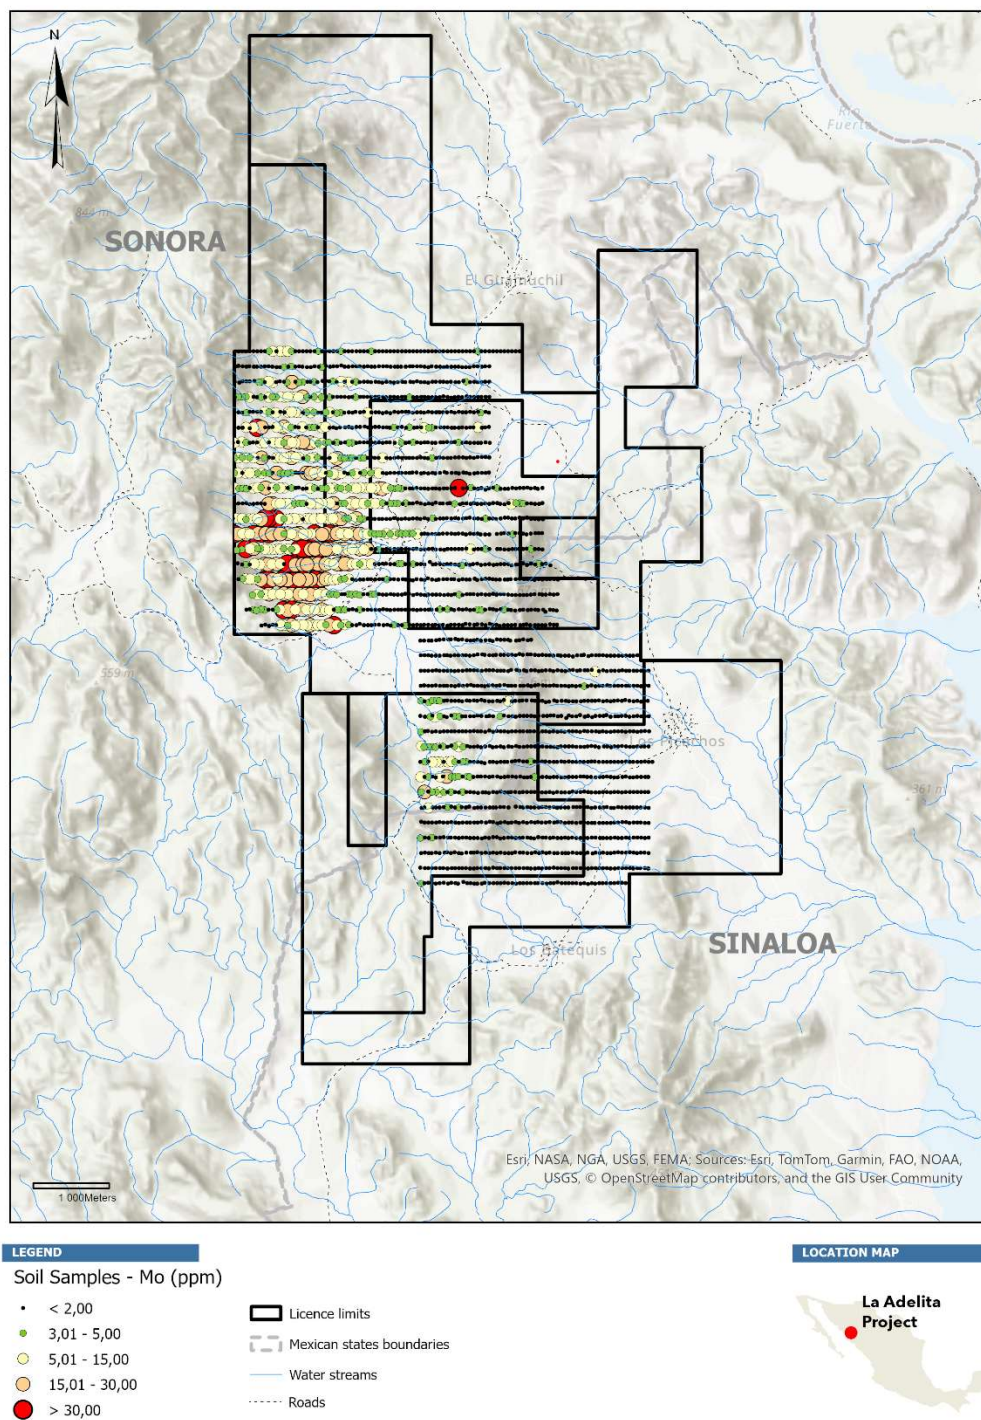 N
Río
Fuerte
844 m
SONORA
El Guamuchil
559 m
Los
361 m
SINALOA
Los
Esri, NASA, NGA, USGS, FEMA; Sources: Esri, TomTom, Garmin, FAO, NOAA,
USGS, © OpenStreetMap contributors, and the GIS User Community
1 000Meters
LEGEND
LOCATION MAP
Soil Samples - Mo (ppm)
< 2,00
3,01 - 5,00
5,01 - 15,00
15,01 - 30,00
> 30,00
Licence limits
Mexican states boundaries
Water streams
Roads
La Adelita
Project